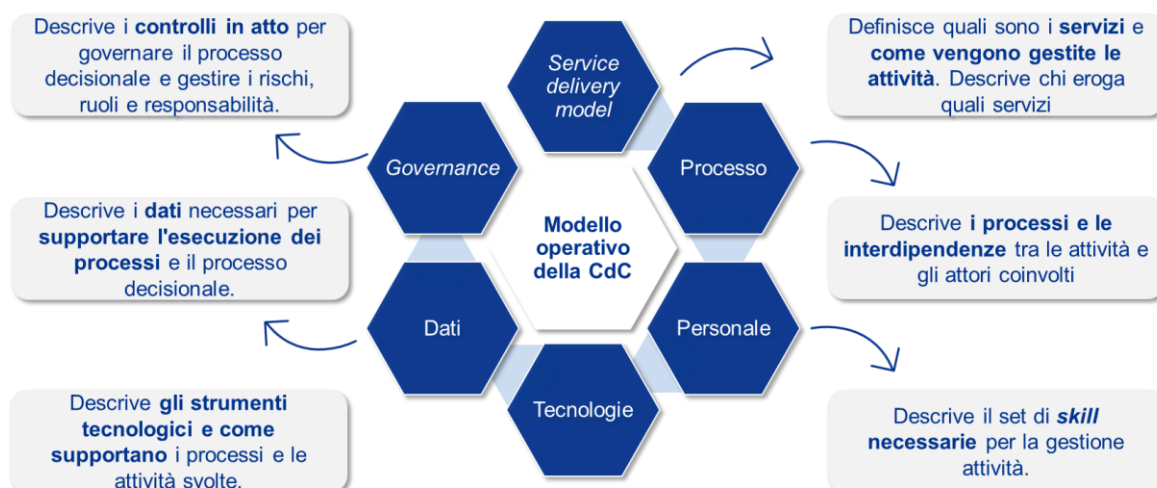 Descrive i controlli in atto per
governare il processo
decisionale e gestire i rischi,
ruoli e responsabilità.
Service
delivery
model
Definisce quali sono i servizi e
come vengono gestite le
attività. Descrive chi eroga
quali servizi
Governance
Processo
Descrive i dati necessari per
supportare l'esecuzione dei
processi e il processo
decisionale.
Modello
operativo
della CdC
Descrive i processi e le
interdipendenze tra le attività e
gli attori coinvolti
Dati
Personale
Descrive gli strumenti
tecnologici e come
supportano i processi e le
attività svolte.
Tecnologie
Descrive il set di skill
necessarie per la gestione
attività.